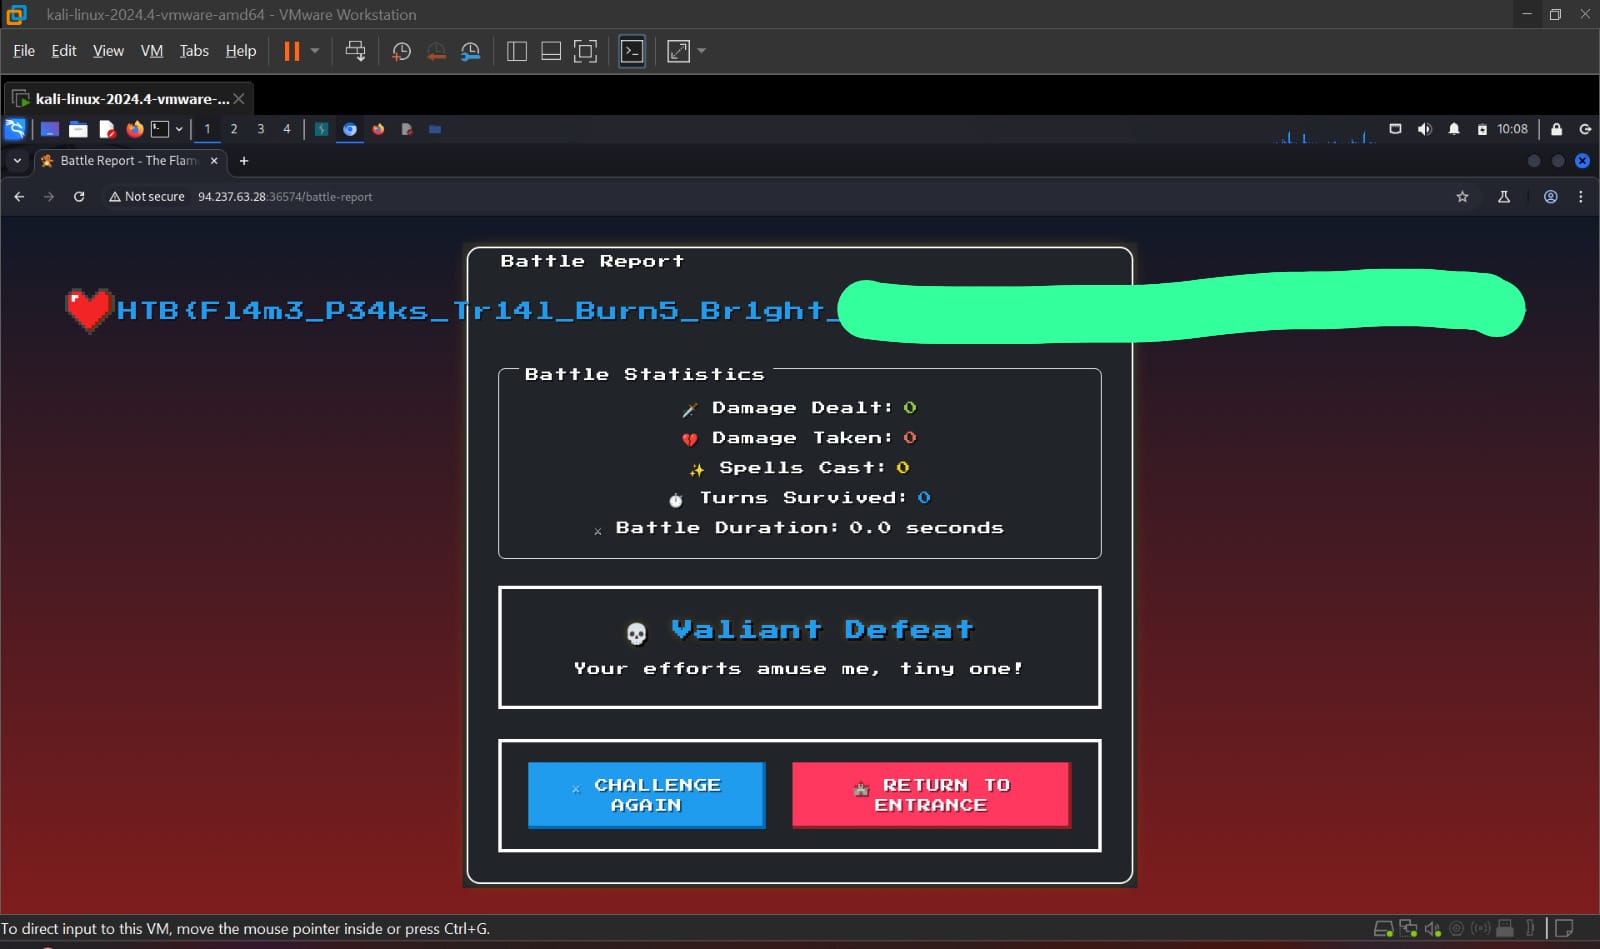 kali-linux-2024.4-vmware-amd64 - VMware Workstation
File Edit View VM Tabs Help
kali-linux-2024.4-vmware-...
1 2 3 4 10:08
Battle Report - The Flam
Not secure 94.237.63.28:36574/battle-report
Battle Report
HTB{Fl4m3_P34ks_Tr14l_Burn5_Br1ght_
Battle Statistics
Damage Dealt: 0
Damage Taken: 0
Spells Cast: 0
Turns Survived: 0
Battle Duration: 0.0 seconds
Valiant Defeat
Your efforts amuse me, tiny one!
CHALLENGE
AGAIN
RETURN TO
ENTRANCE
To direct input to this VM, move the mouse pointer inside or press Ctrl+G.